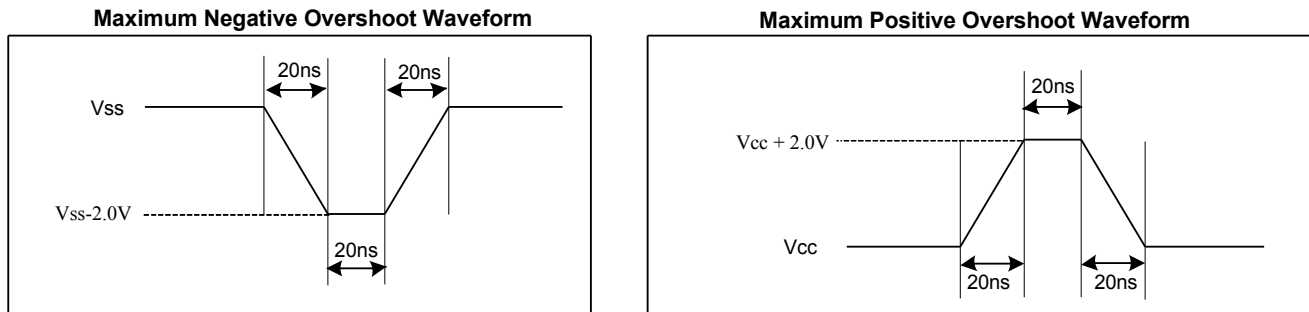 Maximum Negative Overshoot Waveform
20ns
20ns
Vss
Vss-2.0V
20ns
Maximum Positive Overshoot Waveform
20ns
Vcc + 2.0V
Vcc
20ns
20ns